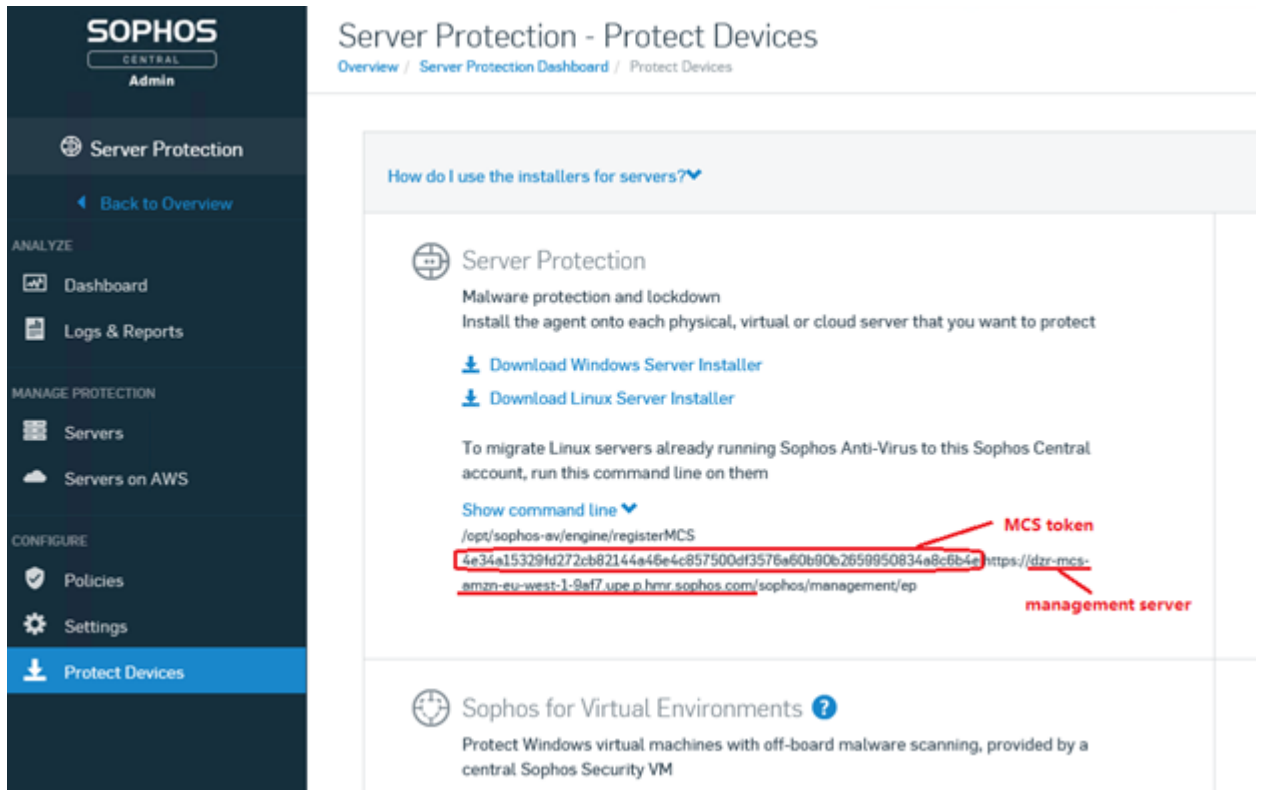 SOPHOS
CENTRAL
Admin
Server Protection
Back to Overview
ANALYZE
Dashboard
Logs & Reports
MANAGE PROTECTION
Servers
Servers on AWS
CONFIGURE
Policies
Settings
Protect Devices
Server Protection - Protect Devices
Overview / Server Protection Dashboard / Protect Devices
How do I use the installers for servers?
Server Protection
Malware protection and lockdown
Install the agent onto each physical, virtual or cloud server that you want to protect
Download Windows Server Installer
Download Linux Server Installer
To migrate Linux servers already running Sophos Anti-Virus to this Sophos Central
account, run this command line on them
Show command line
MCS token
/opt/sophos-av/engine/registerMCS
4e34a15329fd272cb82144a46e4c857500df3576a60b90b2659950834a8c6b4e https://dzr-mcs-
amzn-eu-west-1-9af7.upe.p.hmr.sophos.com/sophos/management/ep
management server
Sophos for Virtual Environments ?
Protect Windows virtual machines with off-board malware scanning, provided by a
central Sophos Security VM